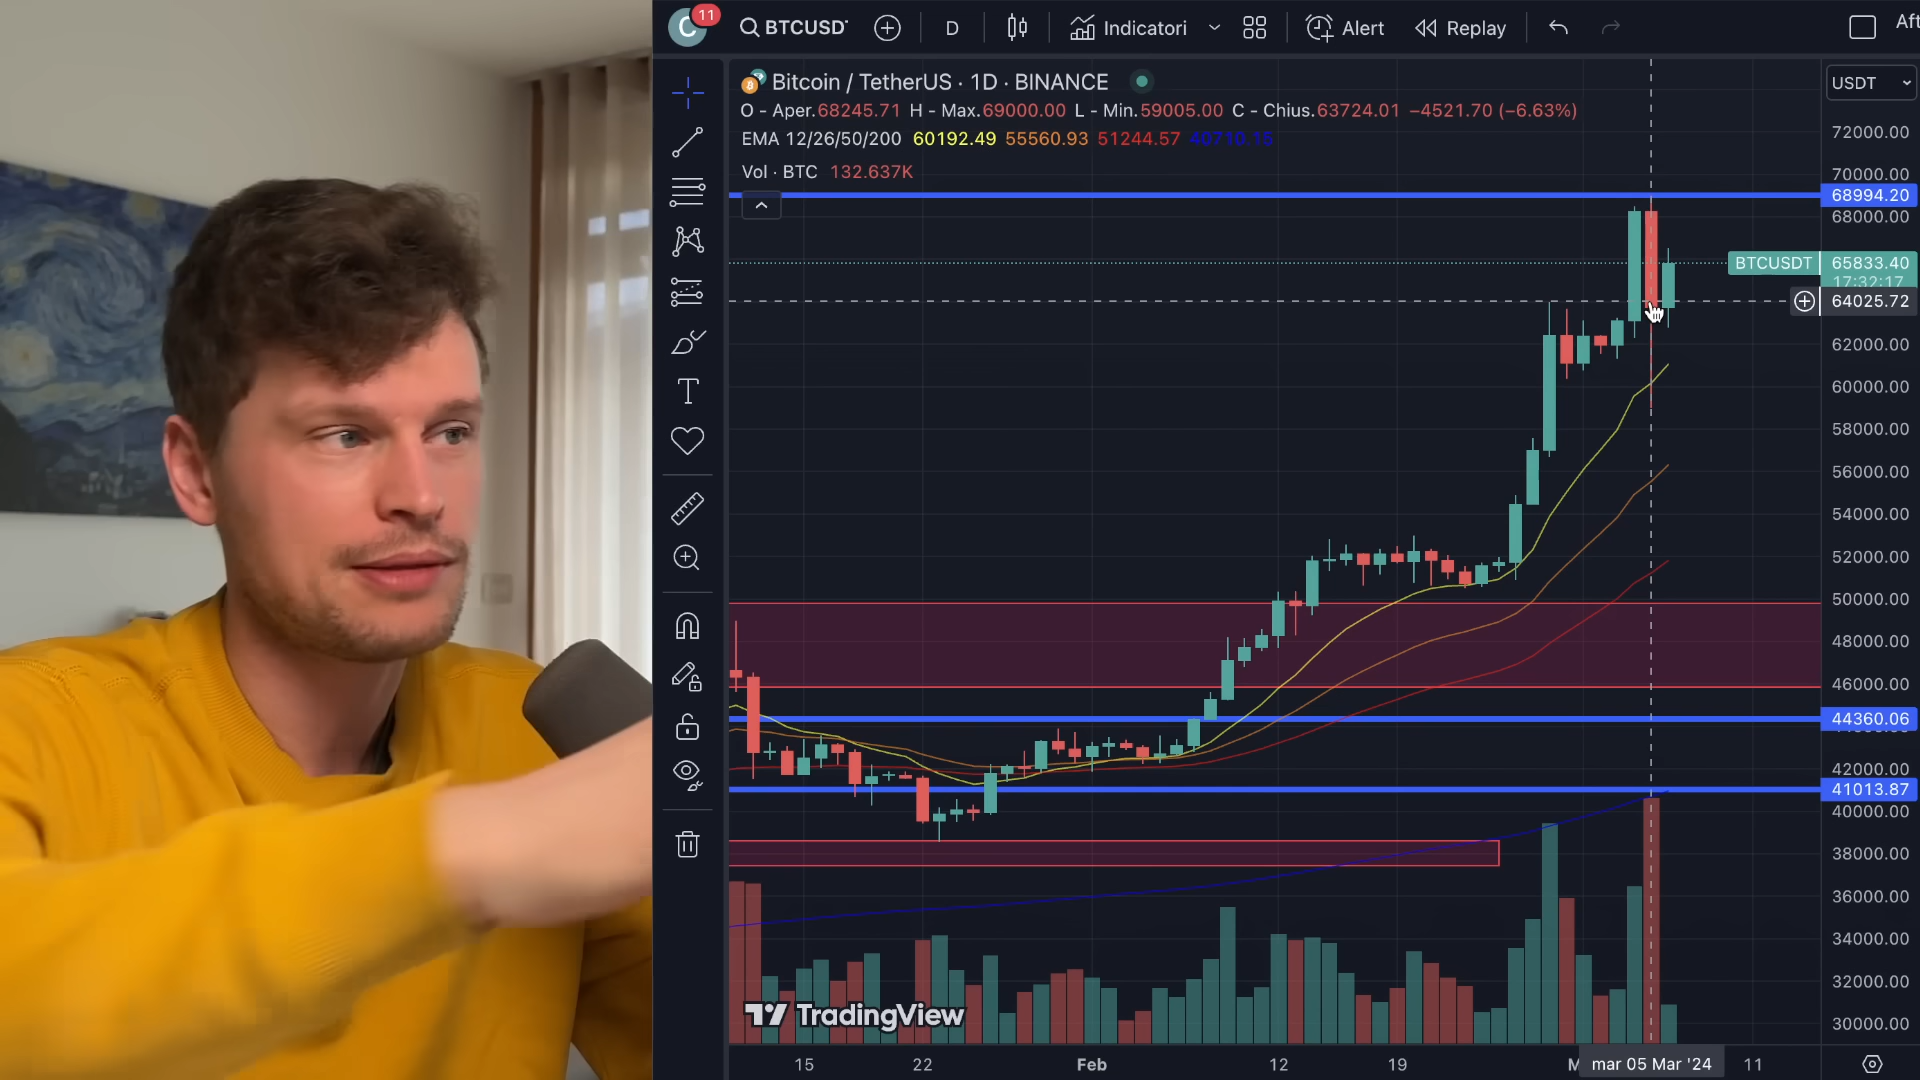 C 11 BTCUSD D Indicatori Alert Replay Aft
Bitcoin / TetherUS · 1D · BINANCE
USDT
O - Aper.68245.71 H - Max.69000.00 L - Min.59005.00 C - Chius.63724.01 −4521.70 (−6.63%)
EMA 12/26/50/200 60192.49 55560.93 51244.57 40710.15
Vol · BTC 132.637K
72000.00
70000.00
68994.20
68000.00
BTCUSDT 65833.40
17:32:17
64025.72
62000.00
60000.00
58000.00
56000.00
54000.00
52000.00
50000.00
48000.00
46000.00
44360.06
42000.00
41013.87
40000.00
38000.00
36000.00
34000.00
32000.00
30000.00
TradingView
15 22 Feb 12 19 M mar 05 Mar '24 11